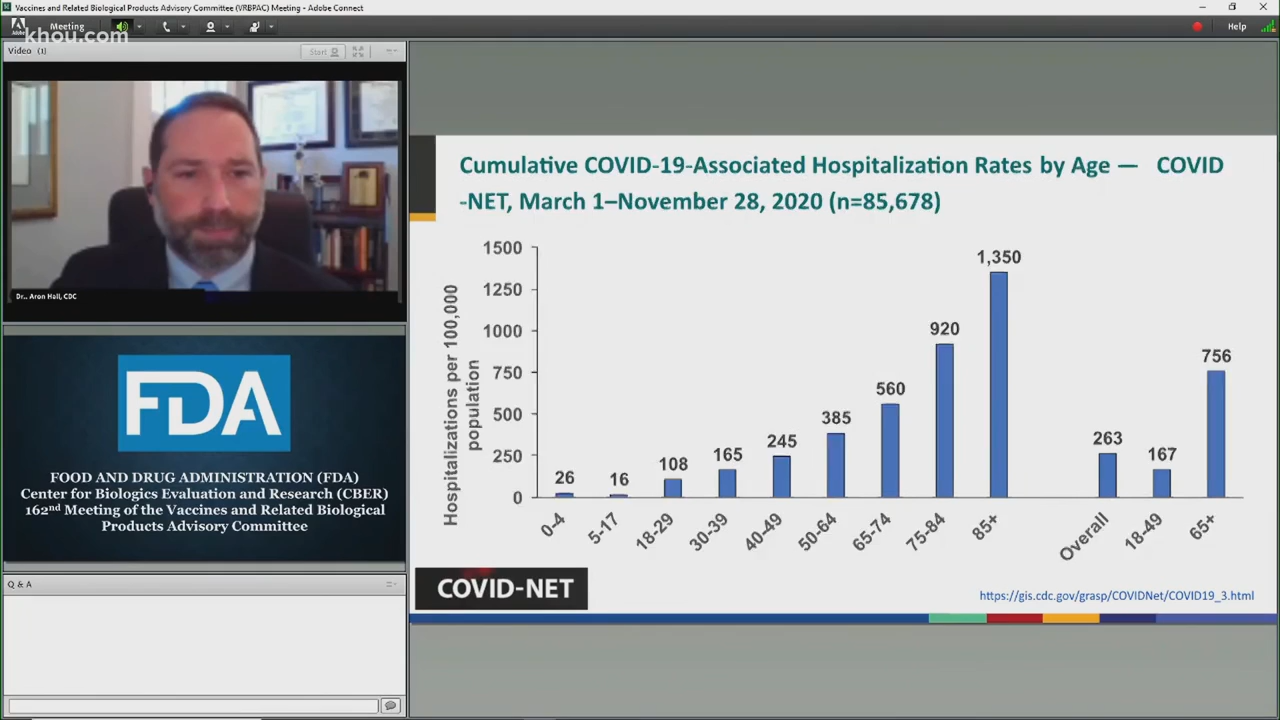 Vaccines and Related Biological Products Advisory Committee (VRBPAC) Meeting - Adobe Connect
Meeting
Help
khou.com
Video (1)
Start
Dr.. Aron Hall, CDC
FDA
FOOD AND DRUG ADMINISTRATION (FDA)
Center for Biologics Evaluation and Research (CBER)
162nd Meeting of the Vaccines and Related Biological
Products Advisory Committee
Q & A
Cumulative COVID-19-Associated Hospitalization Rates by Age — COVID
-NET, March 1–November 28, 2020 (n=85,678)
Hospitalizations per 100,000
population
1500
1250
1000
750
500
250
0
26
16
108
165
245
385
560
920
1,350
263
167
756
0-4
5-17
18-29
30-39
40-49
50-64
65-74
75-84
85+
Overall
18-49
65+
COVID-NET
https://gis.cdc.gov/grasp/COVIDNet/COVID19_3.html